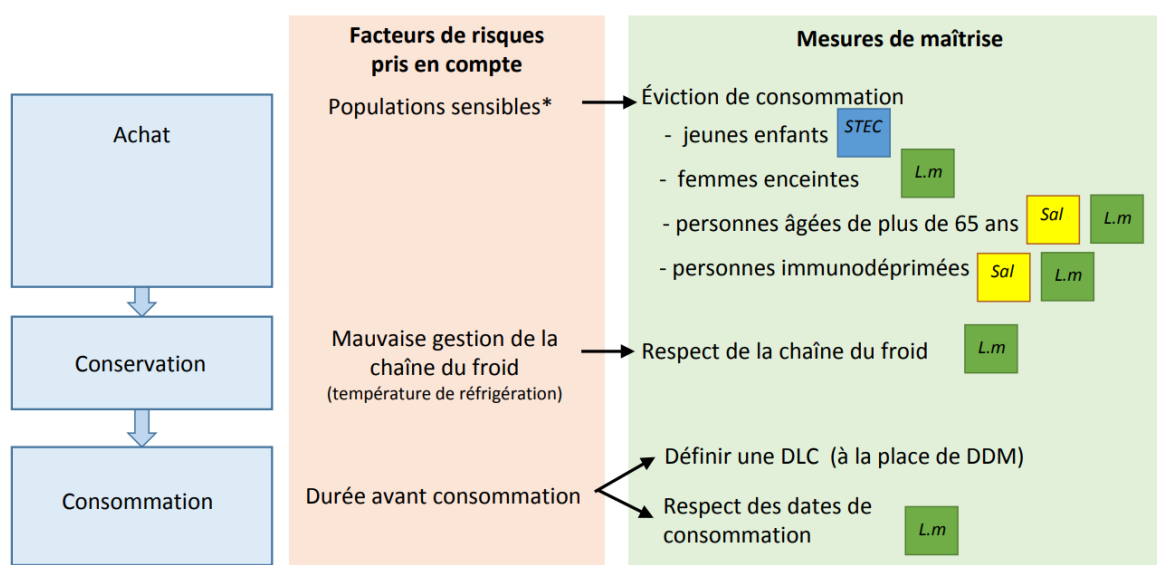 Facteurs de risques
pris en compte
Mesures de maîtrise
Achat
Populations sensibles*
Éviction de consommation
- jeunes enfants STEC
- femmes enceintes L.m
- personnes âgées de plus de 65 ans Sal L.m
- personnes immunodéprimées Sal L.m
Conservation
Mauvaise gestion de la
chaîne du froid
(température de réfrigération)
Respect de la chaîne du froid L.m
Consommation
Durée avant consommation
Définir une DLC (à la place de DDM)
Respect des dates de
consommation L.m